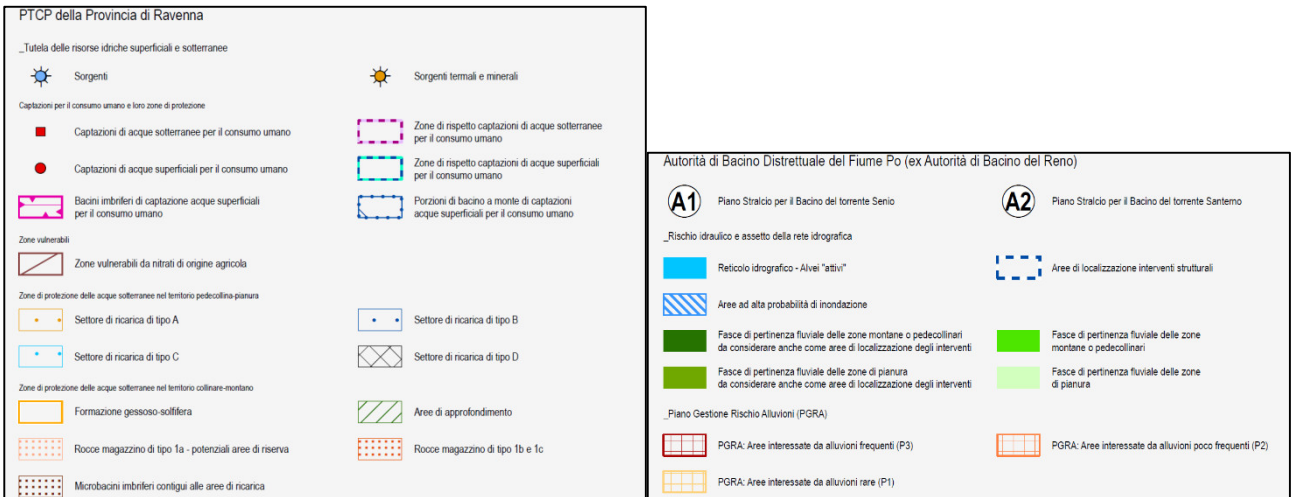 PTCP della Provincia di Ravenna
_Tutela delle risorse idriche superficiali e sotterranee
Sorgenti
Sorgenti termali e minerali
Captazioni per il consumo umano e loro zone di protezione
Captazioni di acque sotterranee per il consumo umano
Zone di rispetto captazioni di acque sotterranee
per il consumo umano
Captazioni di acque superficiali per il consumo umano
Zone di rispetto captazioni di acque superficiali
per il consumo umano
Bacini imbriferi di captazione acque superficiali
per il consumo umano
Porzioni di bacino a monte di captazioni
acque superficiali per il consumo umano
Zone vulnerabili
Zone vulnerabili da nitrati di origine agricola
Zone di protezione delle acque sotterranee nel territorio pedecollina-pianura
Settore di ricarica di tipo A
Settore di ricarica di tipo B
Settore di ricarica di tipo C
Settore di ricarica di tipo D
Zone di protezione delle acque sotterranee nel territorio collinare-montano
Formazione gessoso-solfifera
Aree di approfondimento
Rocce magazzino di tipo 1a - potenziali aree di riserva
Rocce magazzino di tipo 1b e 1c
Microbacini imbriferi contigui alle aree di ricarica
Autorità di Bacino Distrettuale del Fiume Po (ex Autorità di Bacino del Reno)
A1
Piano Stralcio per il Bacino del torrente Senio
A2
Piano Stralcio per il Bacino del torrente Santerno
_Rischio idraulico e assetto della rete idrografica
Reticolo idrografico - Alvei "attivi"
Aree di localizzazione interventi strutturali
Aree ad alta probabilità di inondazione
Fasce di pertinenza fluviale delle zone montane o pedecollinari
da considerare anche come aree di localizzazione degli interventi
Fasce di pertinenza fluviale delle zone
montane o pedecollinari
Fasce di pertinenza fluviale delle zone di pianura
da considerare anche come aree di localizzazione degli interventi
Fasce di pertinenza fluviale delle zone
di pianura
_Piano Gestione Rischio Alluvioni (PGRA)
PGRA: Aree interessate da alluvioni frequenti (P3)
PGRA: Aree interessate da alluvioni poco frequenti (P2)
PGRA: Aree interessate da alluvioni rare (P1)